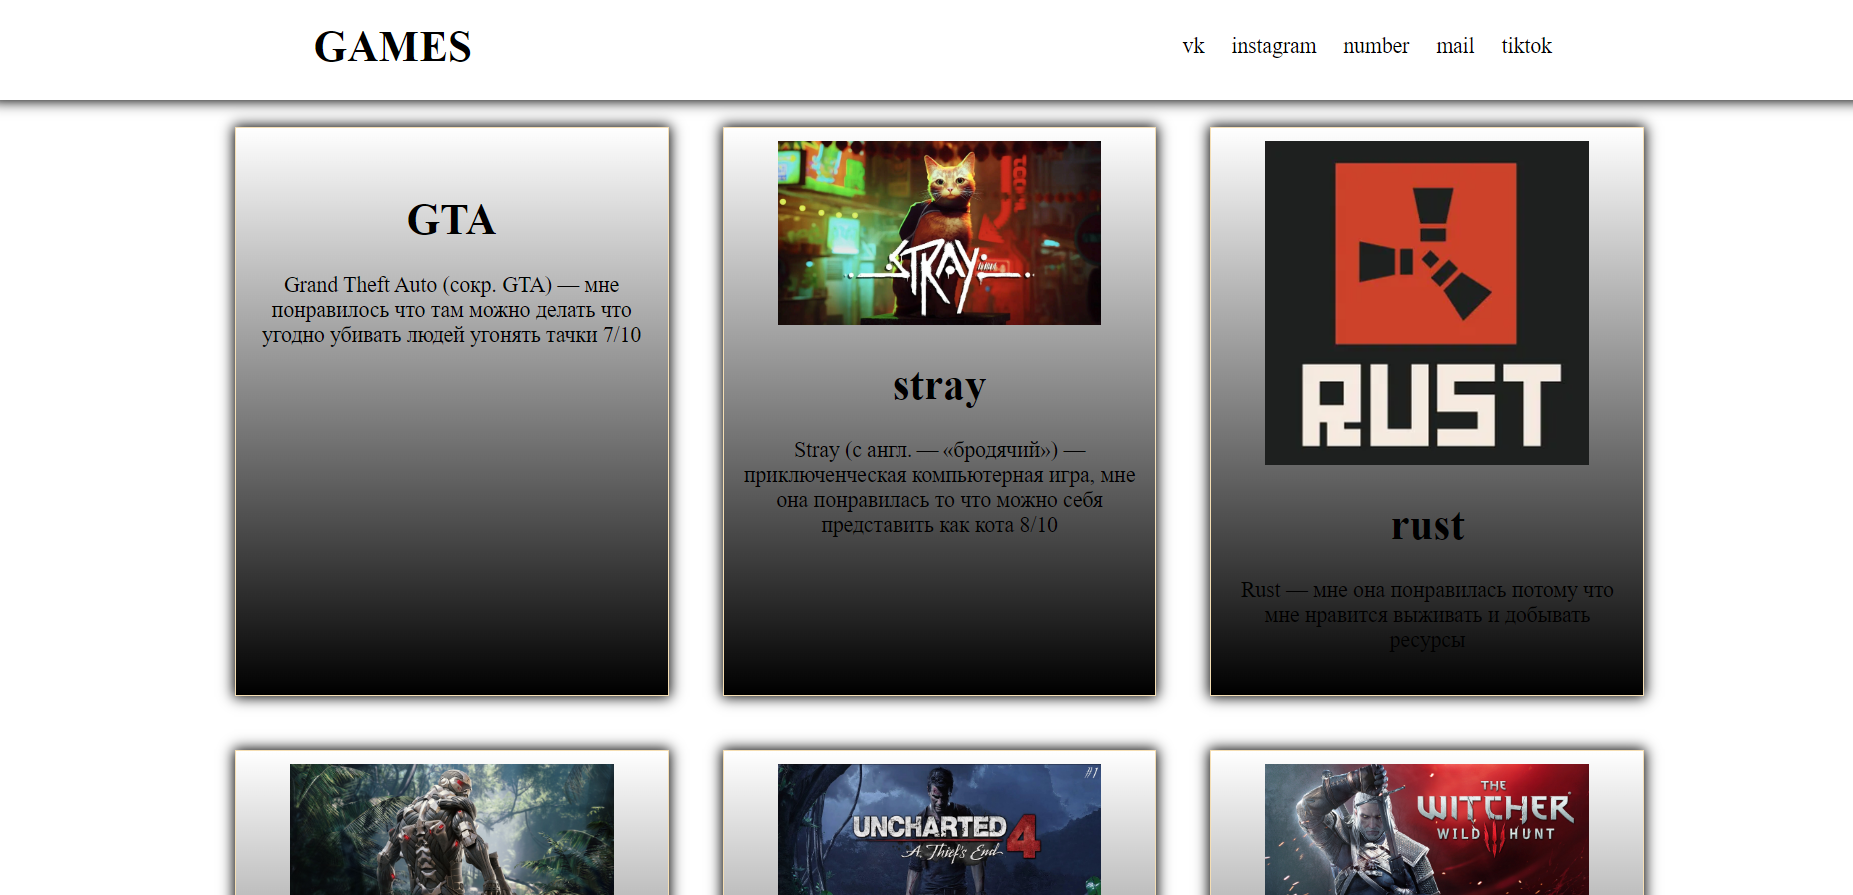 GAMES
vk instagram number mail tiktok
GTA
Grand Theft Auto (сокр. GTA) — мне
понравилось что там можно делать что
угодно убивать людей угонять тачки 7/10
STRAY
stray
Stray (с англ. — «бродячий») —
приключенческая компьютерная игра, мне
она понравилась то что можно себя
представить как кота 8/10
RUST
rust
Rust — мне она понравилась потому что
мне нравится выживать и добывать
ресурсы
#1
UNCHARTED 4
A Thief's End
THE
WITCHER
WILD HUNT